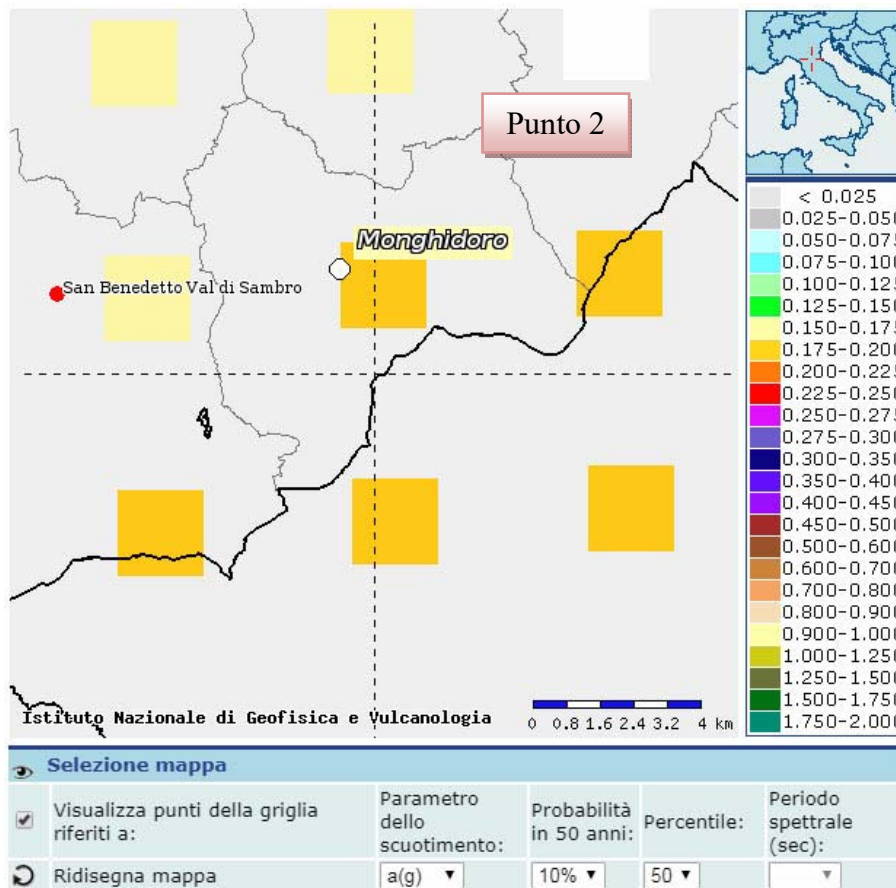 Punto 2
Monghidoro
San Benedetto Val di Sambro
Istituto Nazionale di Geofisica e Vulcanologia
0 0.8 1.6 2.4 3.2 4 km
< 0.025
0.025-0.050
0.050-0.075
0.075-0.100
0.100-0.125
0.125-0.150
0.150-0.175
0.175-0.200
0.200-0.225
0.225-0.250
0.250-0.275
0.275-0.300
0.300-0.350
0.350-0.400
0.400-0.450
0.450-0.500
0.500-0.600
0.600-0.700
0.700-0.800
0.800-0.900
0.900-1.000
1.000-1.250
1.250-1.500
1.500-1.750
1.750-2.000
Selezione mappa
Visualizza punti della griglia riferiti a:
Parametro dello scuotimento:
Probabilità in 50 anni:
Percentile:
Periodo spettrale (sec):
Ridisegna mappa
a(g)
10%
50